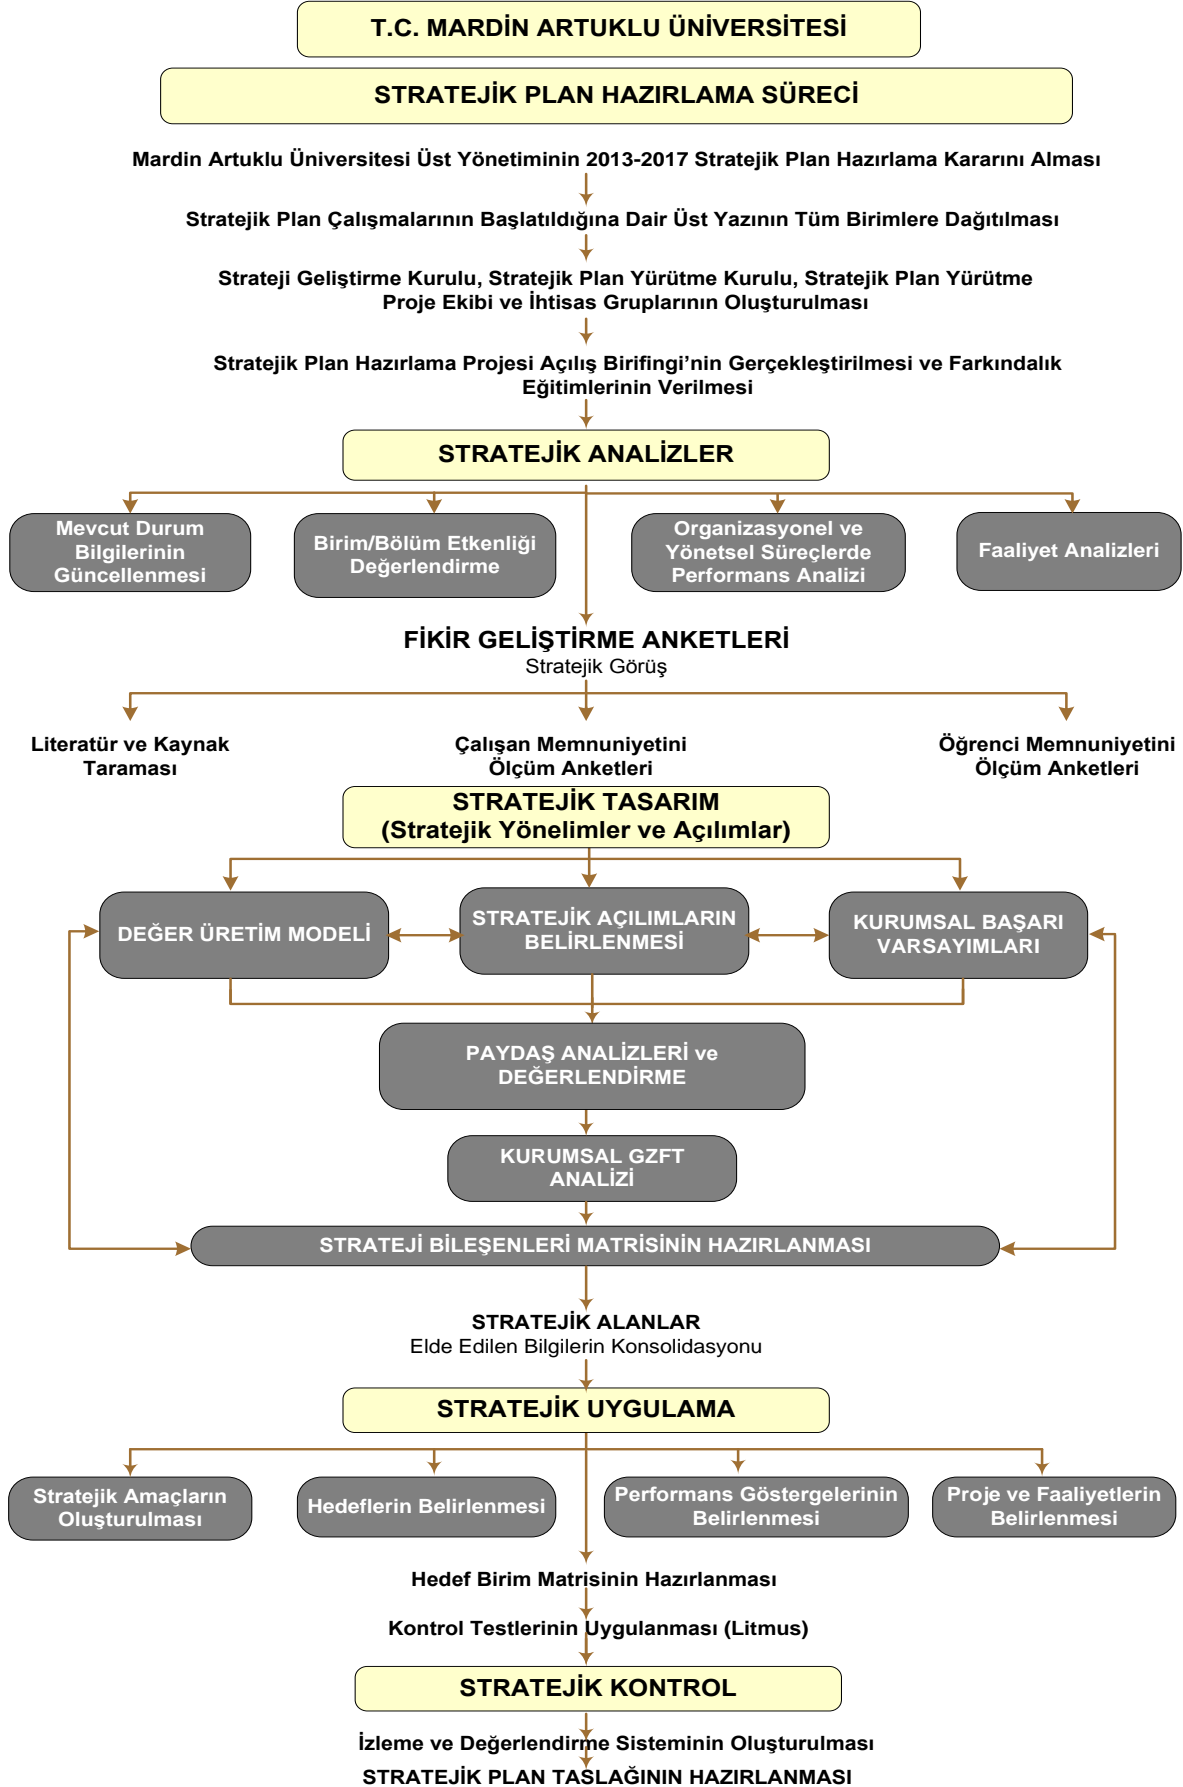 T.C. MARDİN ARTUKLU ÜNİVERSİTESİ
STRATEJİK PLAN HAZIRLAMA SÜRECİ
Mardin Artuklu Üniversitesi Üst Yönetiminin 2013-2017 Stratejik Plan Hazırlama Kararını Alması
Stratejik Plan Çalışmalarının Başlatıldığına Dair Üst Yazının Tüm Birimlere Dağıtılması
Strateji Geliştirme Kurulu, Stratejik Plan Yürütme Kurulu, Stratejik Plan Yürütme
Proje Ekibi ve İhtisas Gruplarının Oluşturulması
Stratejik Plan Hazırlama Projesi Açılış Birifingi’nin Gerçekleştirilmesi ve Farkındalık
Eğitimlerinin Verilmesi
STRATEJİK ANALİZLER
Mevcut Durum
Bilgilerinin
Güncellenmesi
Birim/Bölüm Etkenliği
Değerlendirme
Organizasyonel ve
Yönetsel Süreçlerde
Performans Analizi
Faaliyet Analizleri
FİKİR GELİŞTİRME ANKETLERİ
Stratejik Görüş
Literatür ve Kaynak
Taraması
Çalışan Memnuniyetini
Ölçüm Anketleri
Öğrenci Memnuniyetini
Ölçüm Anketleri
STRATEJİK TASARIM
(Stratejik Yönelimler ve Açılımlar)
DEĞER ÜRETİM MODELİ
STRATEJİK AÇILIMLARIN
BELİRLENMESİ
KURUMSAL BAŞARI
VARSAYIMLARI
PAYDAŞ ANALİZLERİ ve
DEĞERLENDİRME
KURUMSAL GZFT
ANALİZİ
STRATEJİ BİLEŞENLERİ MATRİSİNİN HAZIRLANMASI
STRATEJİK ALANLAR
Elde Edilen Bilgilerin Konsolidasyonu
STRATEJİK UYGULAMA
Stratejik Amaçların
Oluşturulması
Hedeflerin Belirlenmesi
Performans Göstergelerinin
Belirlenmesi
Proje ve Faaliyetlerin
Belirlenmesi
Hedef Birim Matrisinin Hazırlanması
Kontrol Testlerinin Uygulanması (Litmus)
STRATEJİK KONTROL
İzleme ve Değerlendirme Sisteminin Oluşturulması
STRATEJİK PLAN TASLAĞININ HAZIRLANMASI